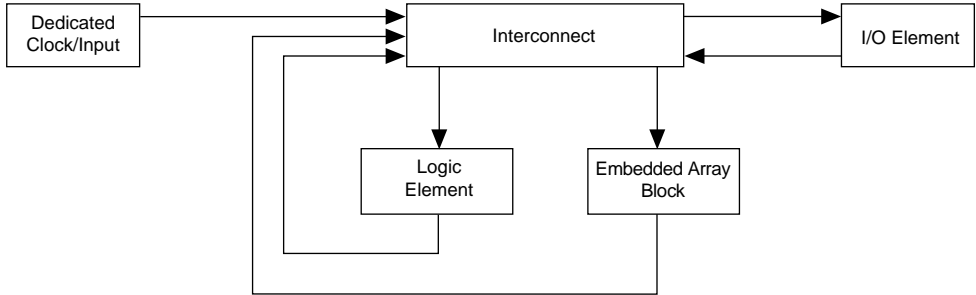 Dedicated
Clock/Input
Interconnect
I/O Element
Logic
Element
Embedded Array
Block